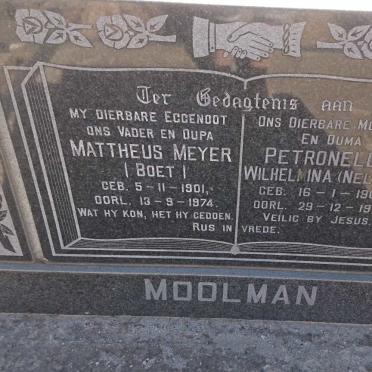 Ter Gedagtenis aan
MY DIERBARE EGGENOOT
ONS VADER EN OUPA
MATTHEUS MEYER
(BOET)
GEB. 5-11-1901,
OORL. 13-9-1974.
WAT HY KON, HET HY GEDOEN.
ONS DIERBARE
EN OUMA
WILHELMINA
GEB. 16-1-
OORL. 29-12-
VEILIG BY JESUS
RUS IN VREDE.
MOOLMAN